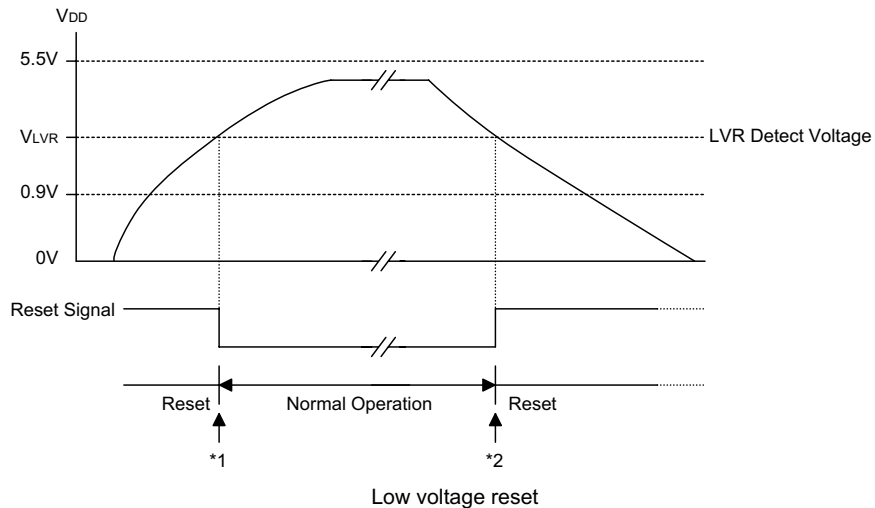 VDD
5.5V
VLVR
LVR Detect Voltage
0.9V
0V
Reset Signal
Reset
Normal Operation
Reset
*1
*2
Low voltage reset